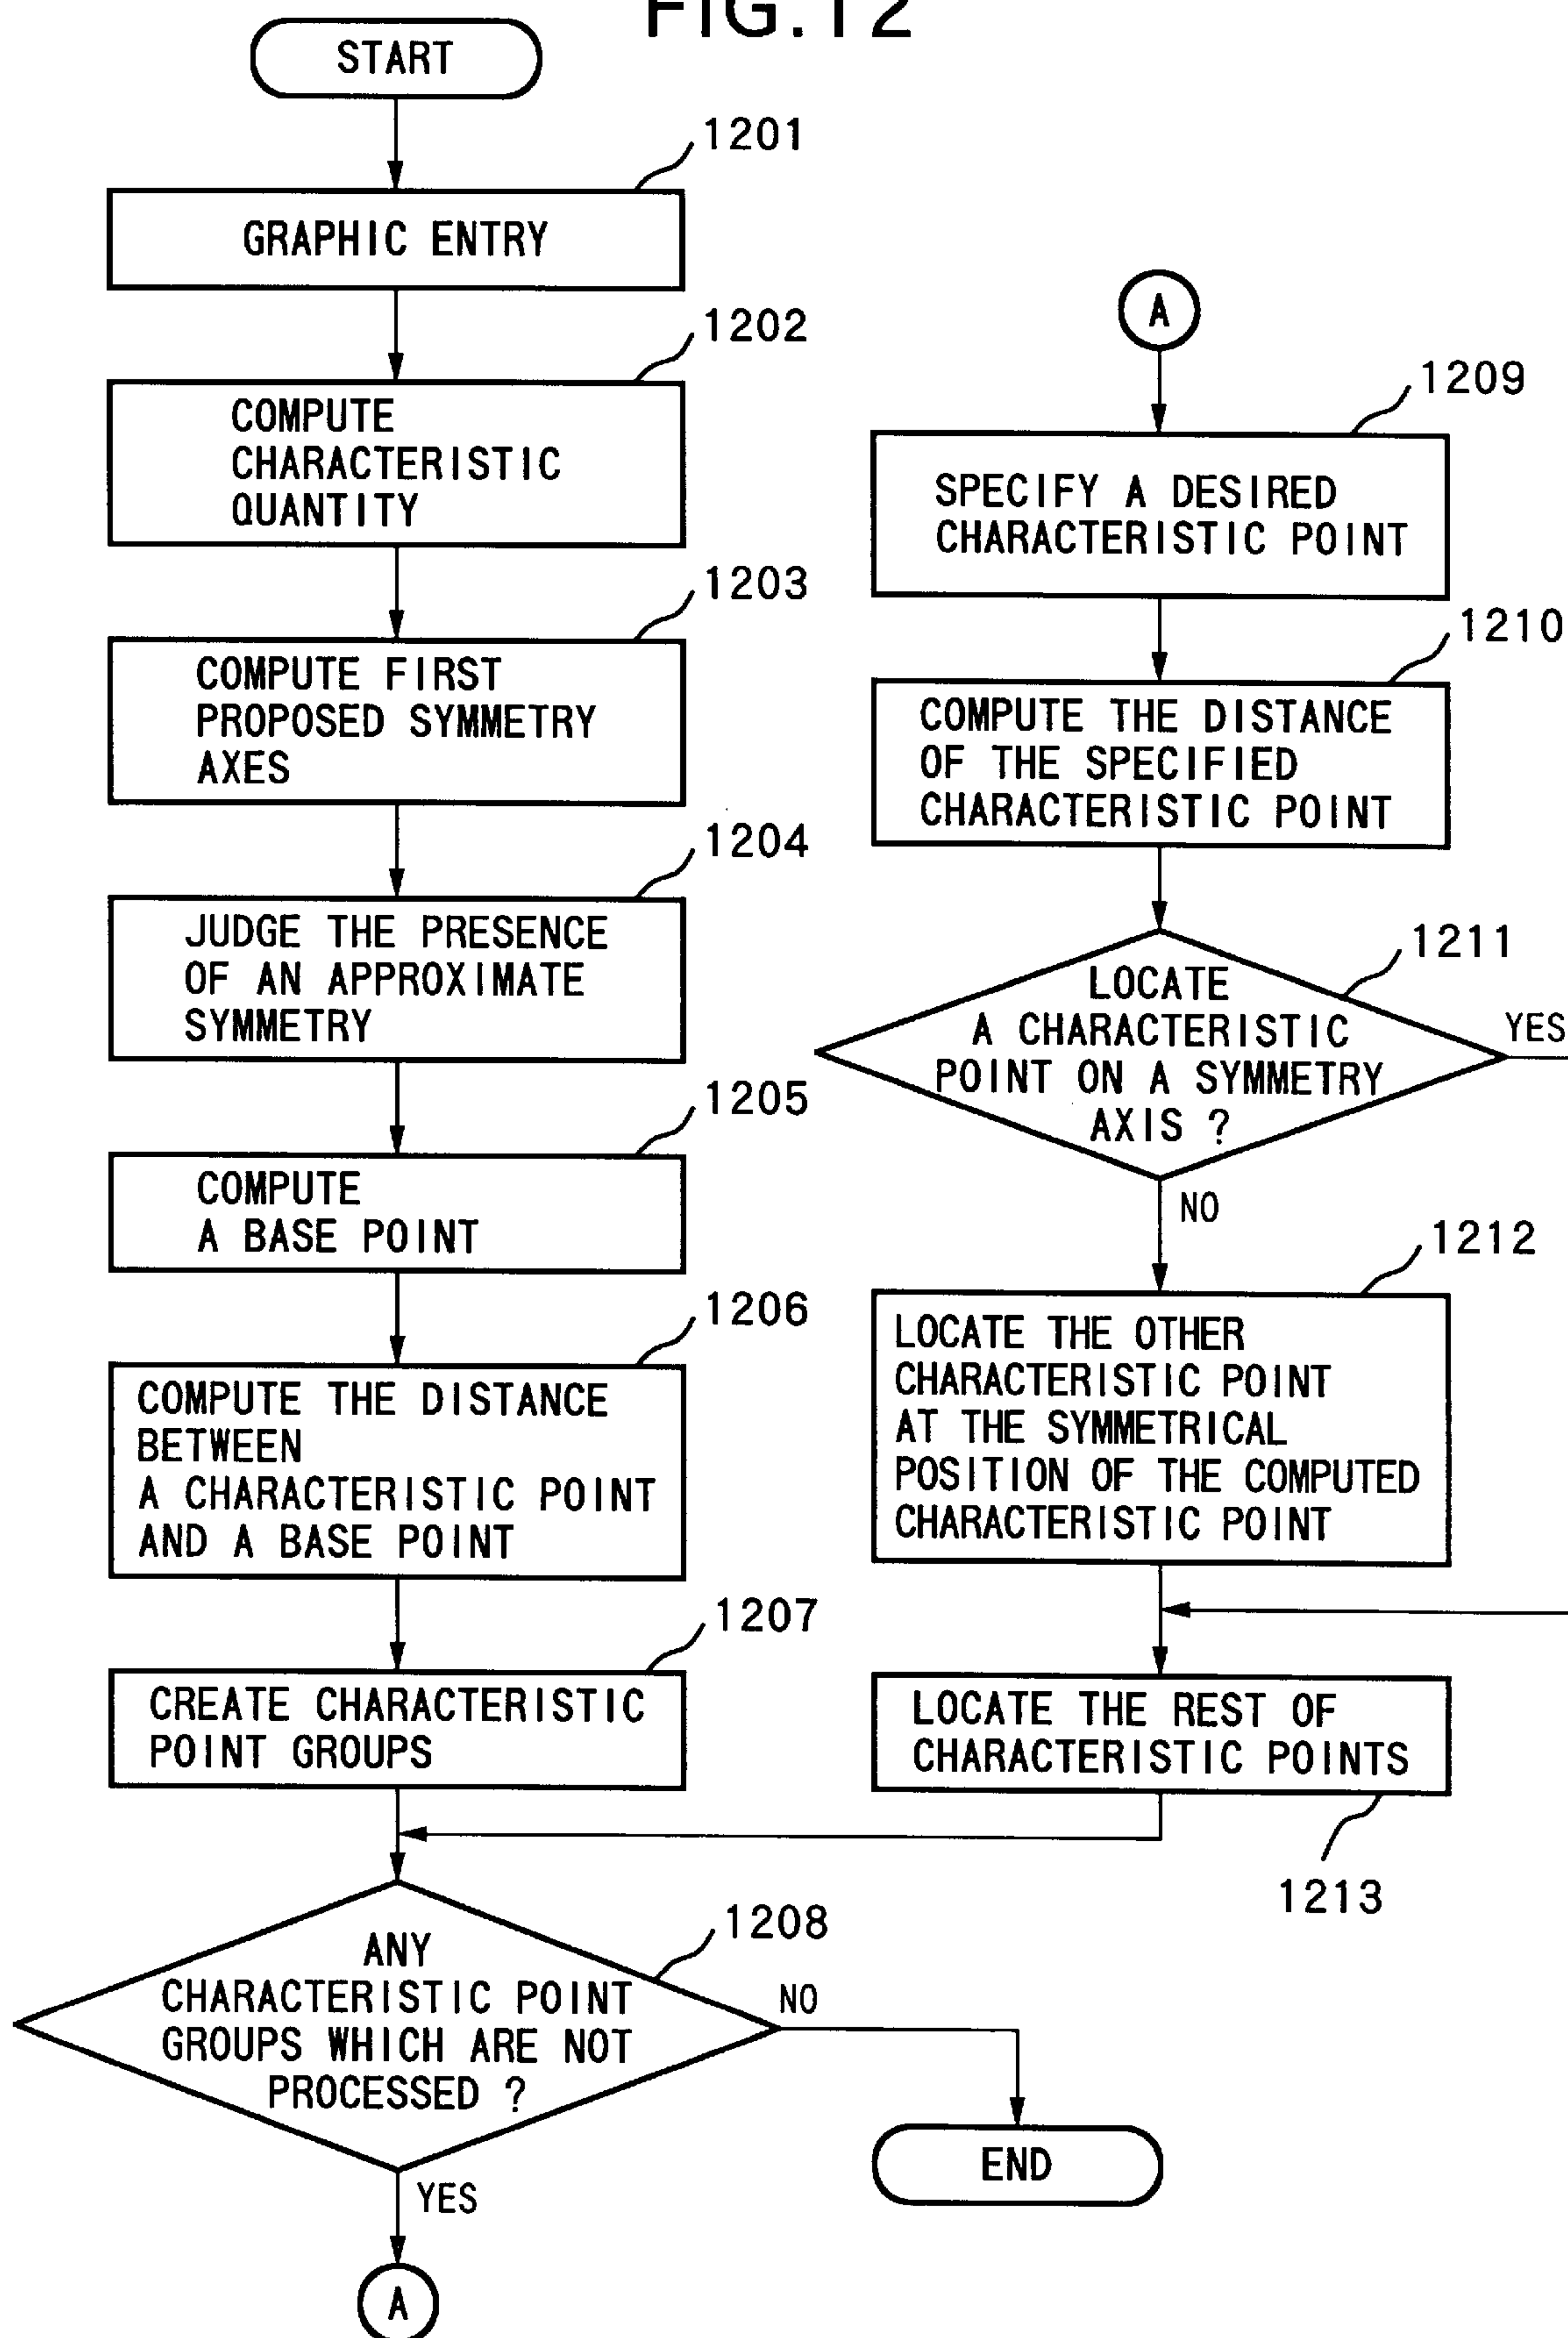 FIG.12
START
1201
GRAPHIC ENTRY
1202
COMPUTE
CHARACTERISTIC
QUANTITY
1203
COMPUTE FIRST
PROPOSED SYMMETRY
AXES
1204
JUDGE THE PRESENCE
OF AN APPROXIMATE
SYMMETRY
1205
COMPUTE
A BASE POINT
1206
COMPUTE THE DISTANCE
BETWEEN
A CHARACTERISTIC POINT
AND A BASE POINT
1207
CREATE CHARACTERISTIC
POINT GROUPS
1208
ANY
CHARACTERISTIC POINT
GROUPS WHICH ARE NOT
PROCESSED ?
NO
END
YES
A
A
1209
SPECIFY A DESIRED
CHARACTERISTIC POINT
1210
COMPUTE THE DISTANCE
OF THE SPECIFIED
CHARACTERISTIC POINT
1211
LOCATE
A CHARACTERISTIC
POINT ON A SYMMETRY
AXIS ?
YES
NO
1212
LOCATE THE OTHER
CHARACTERISTIC POINT
AT THE SYMMETRICAL
POSITION OF THE COMPUTED
CHARACTERISTIC POINT
LOCATE THE REST OF
CHARACTERISTIC POINTS
1213